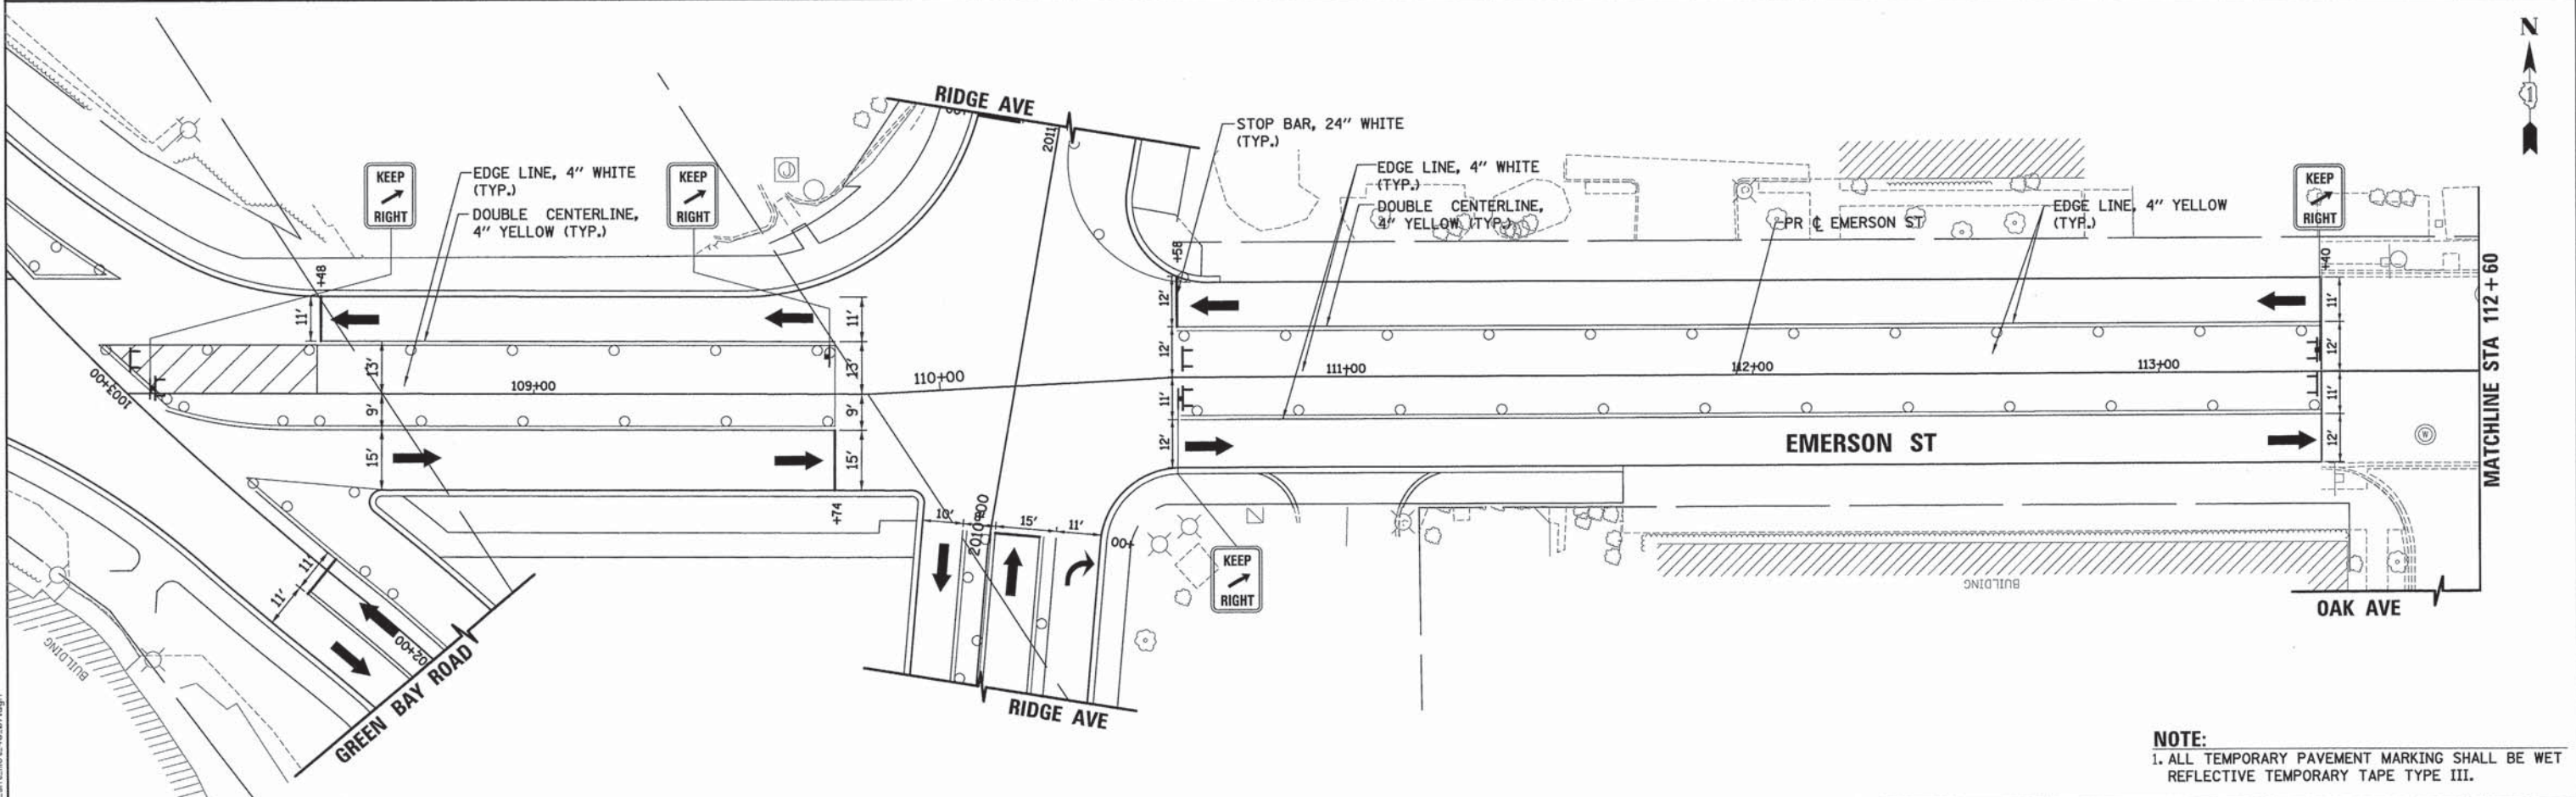 N
RIDGE AVE
2011
STOP BAR, 24" WHITE
(TYP.)
EDGE LINE, 4" WHITE
(TYP.)
DOUBLE CENTERLINE,
4" YELLOW (TYP.)
PR ℄ EMERSON ST
EDGE LINE, 4" YELLOW
(TYP.)
KEEP
RIGHT
EDGE LINE, 4" WHITE
(TYP.)
DOUBLE CENTERLINE,
4" YELLOW (TYP.)
KEEP
RIGHT
KEEP
RIGHT
J
+48
+58
+40
MATCHLINE STA 112+60
11'
11'
12'
11'
13'
13'
12'
12'
109+00
110+00
111+00
112+00
113+00
1003+00
9'
9'
11'
11'
15'
15'
12'
12'
EMERSON ST
W
+74
10'
2010+00
15'
11'
+00
KEEP
RIGHT
BUILDING
OAK AVE
11'
11'
02+00
BUILDING
GREEN BAY ROAD
RIDGE AVE
NOTE:
1. ALL TEMPORARY PAVEMENT MARKING SHALL BE WET
REFLECTIVE TEMPORARY TAPE TYPE III.